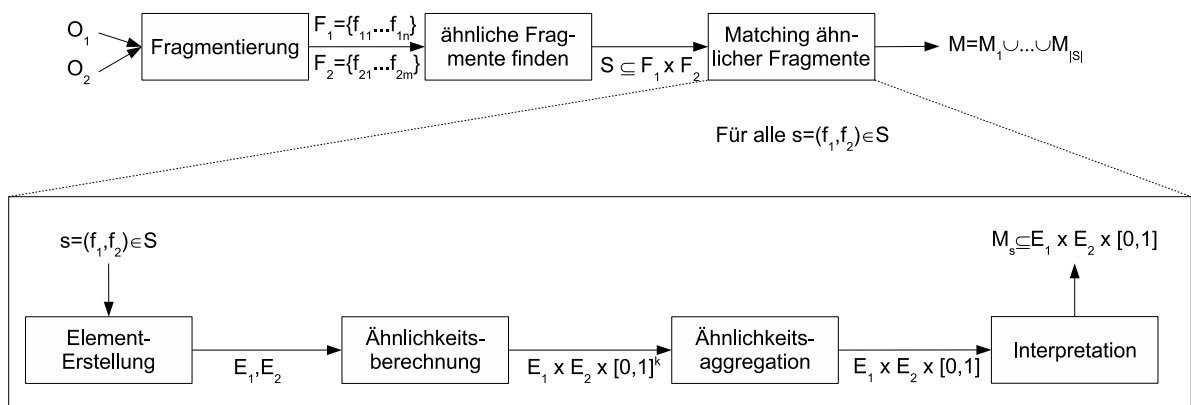 O₁
O₂
Fragmentierung
F₁={f₁₁...f₁ₙ}
F₂={f₂₁...f₂ₘ}
ähnliche Frag-
mente finden
S ⊆ F₁ x F₂
Matching ähn-
licher Fragmente
M=M₁∪...∪M|S|
Für alle s=(f₁,f₂)∈S
s=(f₁,f₂)∈S
Element-
Erstellung
E₁,E₂
Ähnlichkeits-
berechnung
E₁ x E₂ x [0,1]ᵏ
Ähnlichkeits-
aggregation
E₁ x E₂ x [0,1]
Interpretation
Mₛ⊆E₁ x E₂ x [0,1]